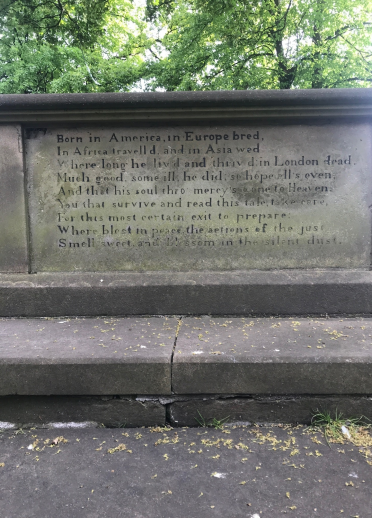 Born in America, in Europe bred,
In Africa travell'd, and in Asia wed
Where long he liv'd and thriv'd; in London dead.
Much good, some ill, he did; so hope all's even,
And that his soul thro' mercy's gone to Heaven.
You that survive and read this tale, take care,
For this most certain exit to prepare:
Where blest in peace, the actions of the just
Smell sweet, and blossom in the silent dust.